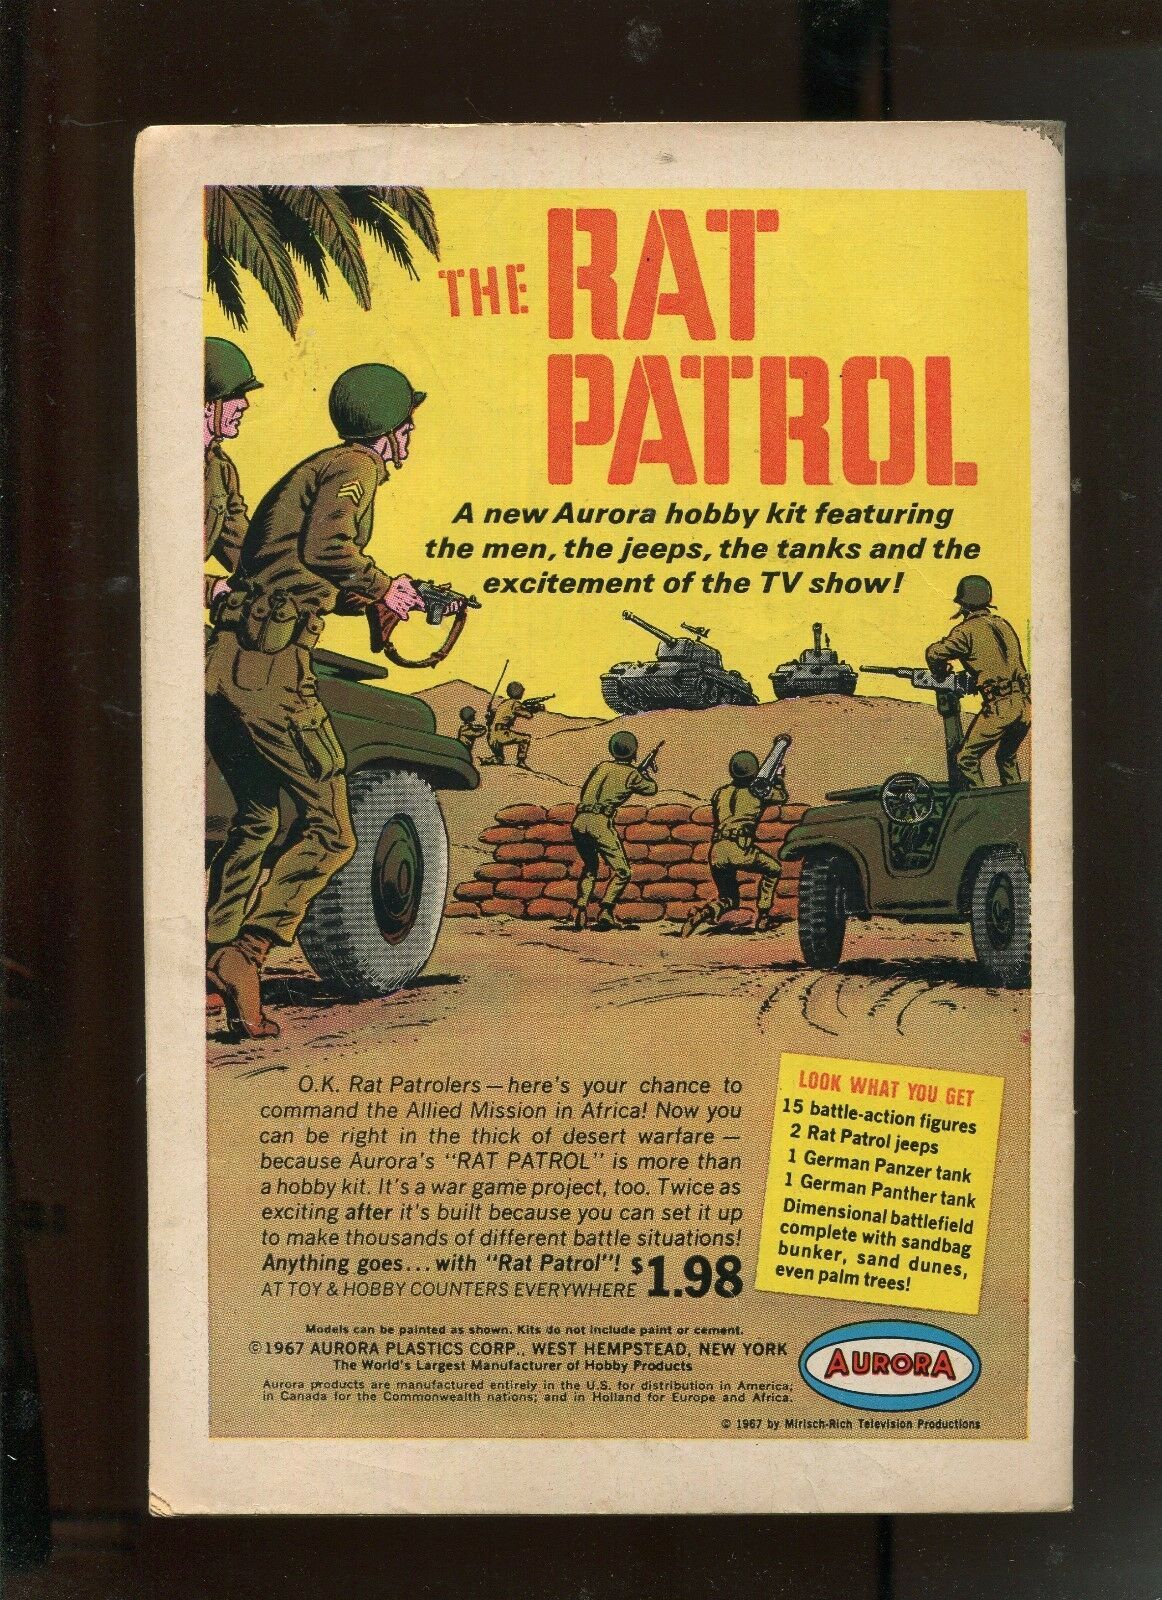 THE RAT
PATROL
A new Aurora hobby kit featuring
the men, the jeeps, the tanks and the
excitement of the TV show!
O.K. Rat Patrolers — here's your chance to
command the Allied Mission in Africa! Now you
can be right in the thick of desert warfare —
because Aurora's "RAT PATROL" is more than
a hobby kit. It's a war game project, too. Twice as
exciting after it's built because you can set it up
to make thousands of different battle situations!
Anything goes...with "Rat Patrol"! $1.98
AT TOY & HOBBY COUNTERS EVERYWHERE
LOOK WHAT YOU GET
15 battle-action figures
2 Rat Patrol jeeps
1 German Panzer tank
1 German Panther tank
Dimensional battlefield
complete with sandbag
bunker, sand dunes,
even palm trees!
Models can be painted as shown. Kits do not include paint or cement.
©1967 AURORA PLASTICS CORP., WEST HEMPSTEAD, NEW YORK
The World's Largest Manufacturer of Hobby Products
Aurora products are manufactured entirely in the U.S. for distribution in America;
in Canada for the Commonwealth nations; and in Holland for Europe and Africa.
AURORA
© 1967 by Mirisch-Rich Television Productions